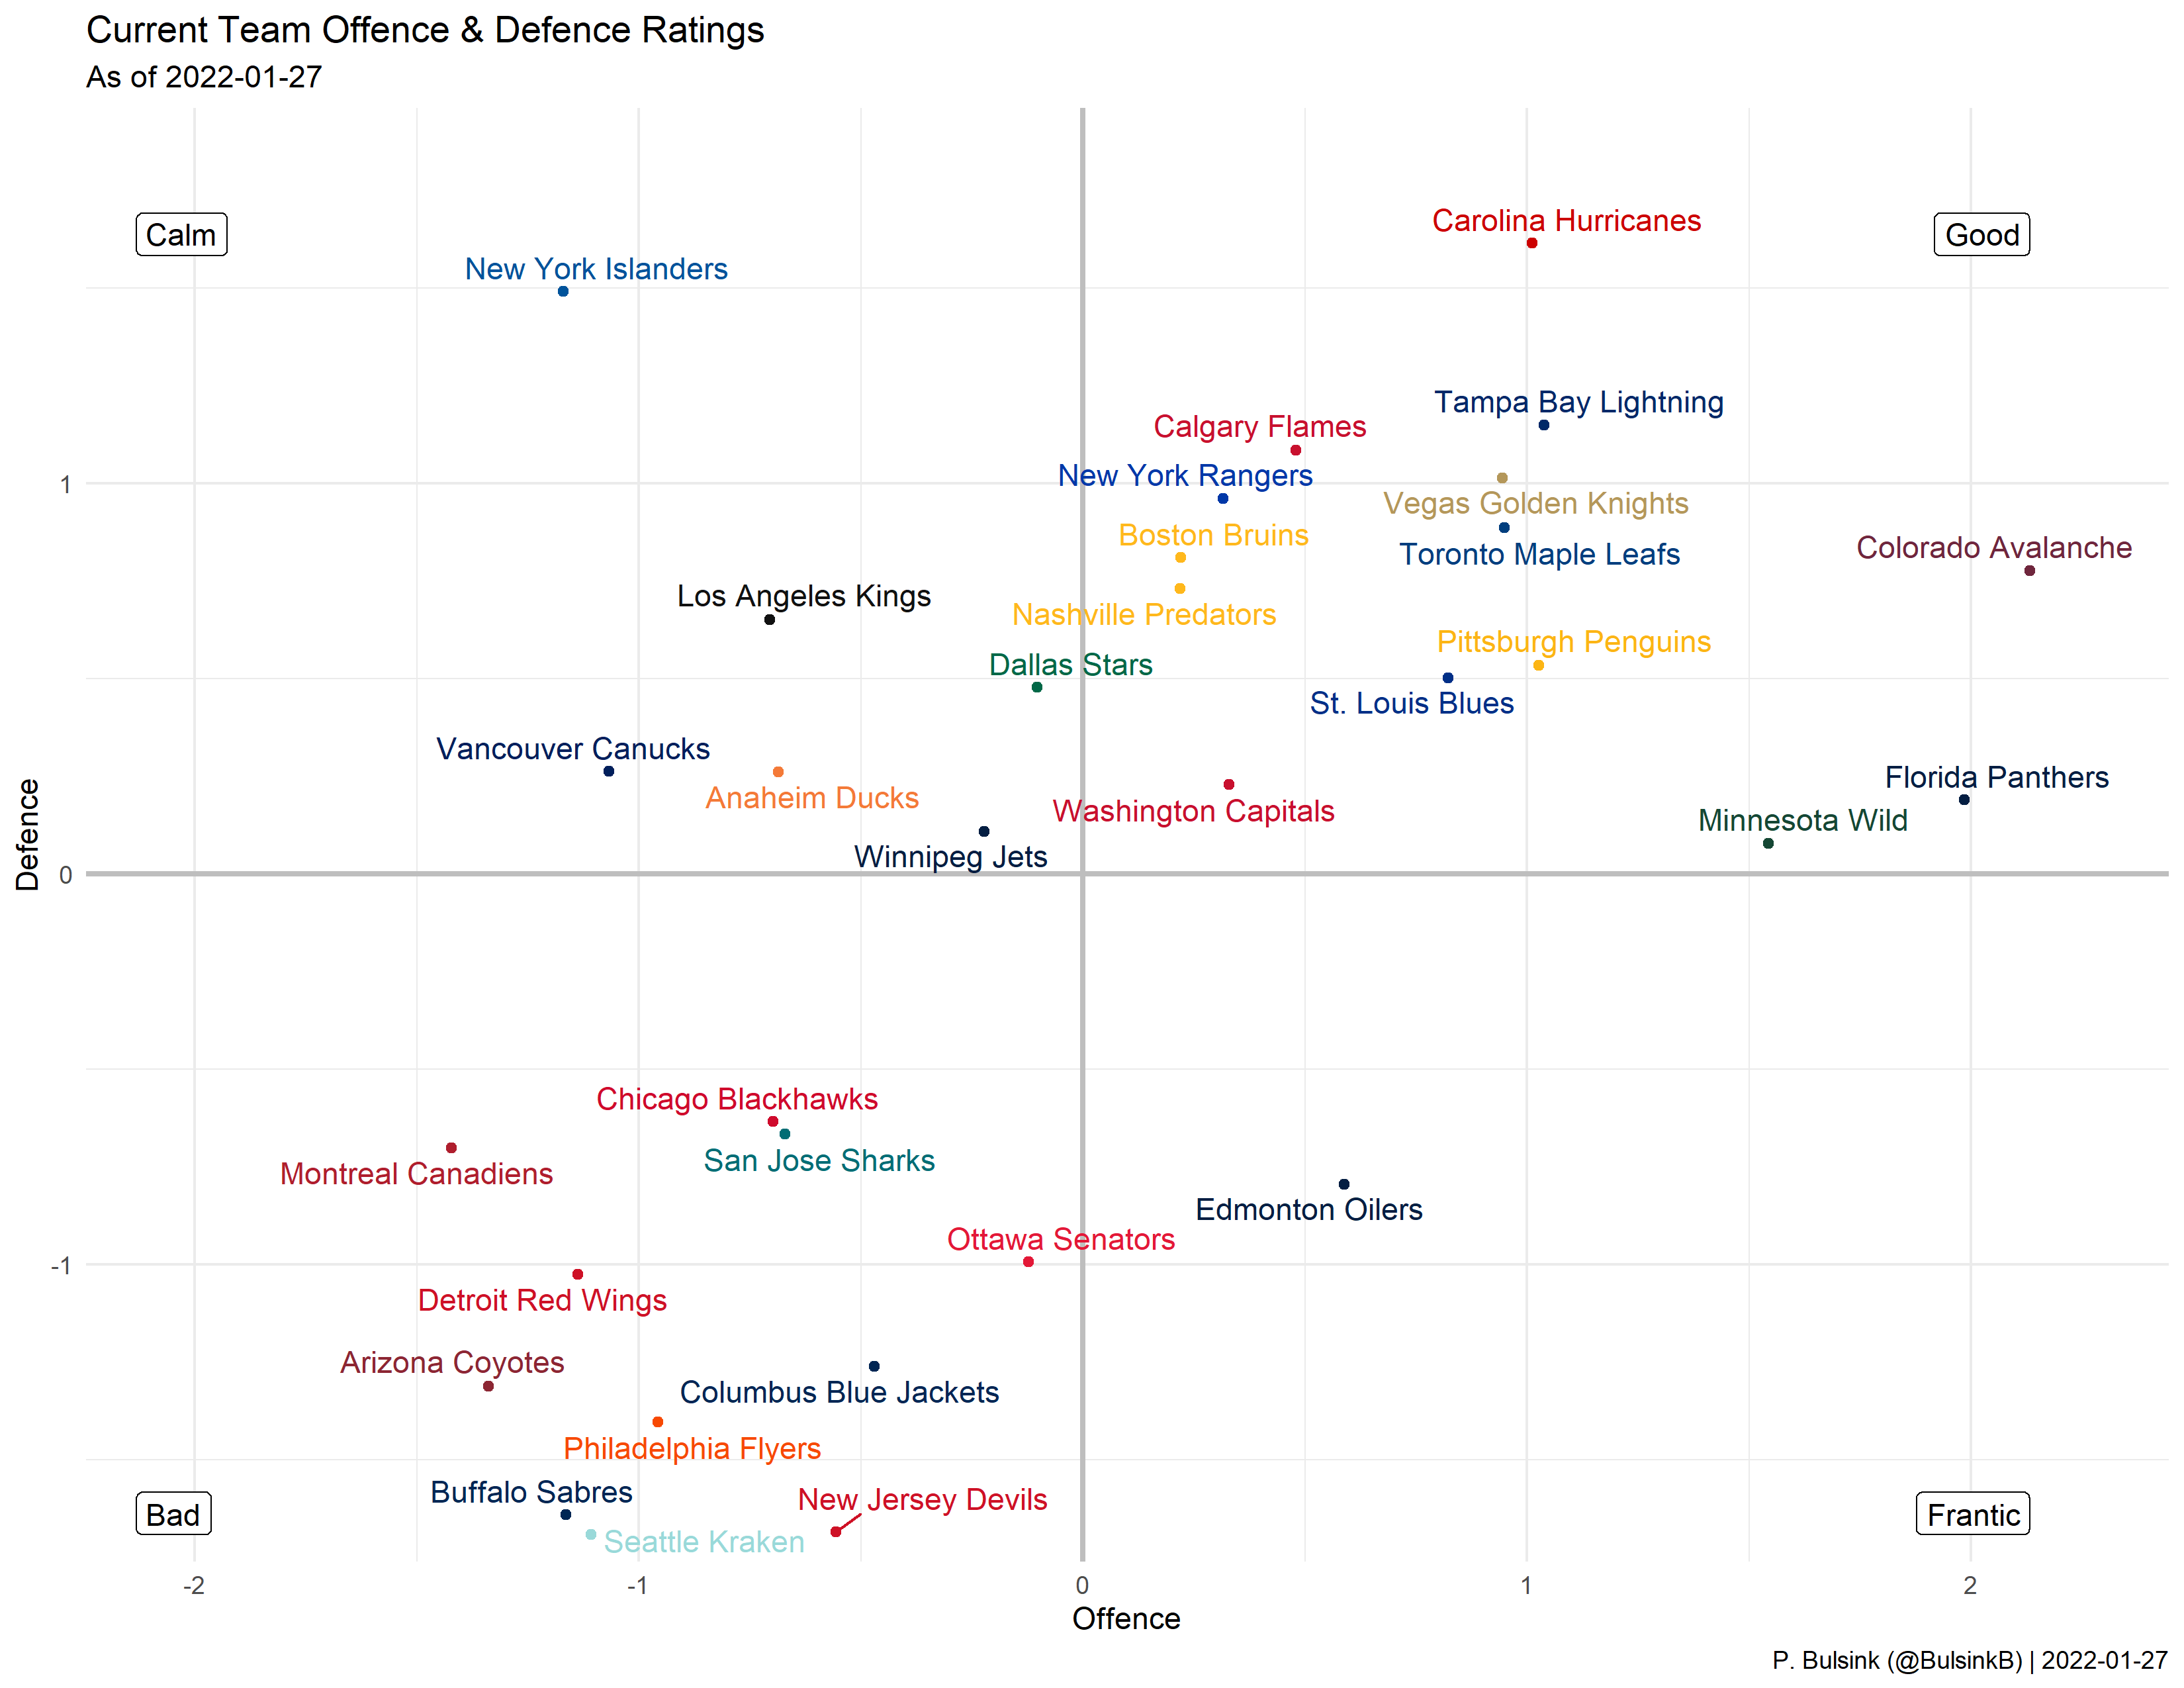 Current Team Offence & Defence Ratings
As of 2022-01-27
Carolina Hurricanes
Calm
Good
New York Islanders
Tampa Bay Lightning
Calgary Flames
New York Rangers
1
Vegas Golden Knights
Boston Bruins
Toronto Maple Leafs
Colorado Avalanche
Los Angeles Kings
Nashville Predators
Pittsburgh Penguins
Dallas Stars
St. Louis Blues
Vancouver Canucks
Florida Panthers
Anaheim Ducks
Washington Capitals
Minnesota Wild
Defence
Winnipeg Jets
0
Chicago Blackhawks
San Jose Sharks
Montreal Canadiens
Edmonton Oilers
Ottawa Senators
-1
Detroit Red Wings
Arizona Coyotes
Columbus Blue Jackets
Philadelphia Flyers
Buffalo Sabres
New Jersey Devils
Bad
Frantic
Seattle Kraken
-2
-1
0
1
2
Offence
P. Bulsink (@BulsinkB) | 2022-01-27